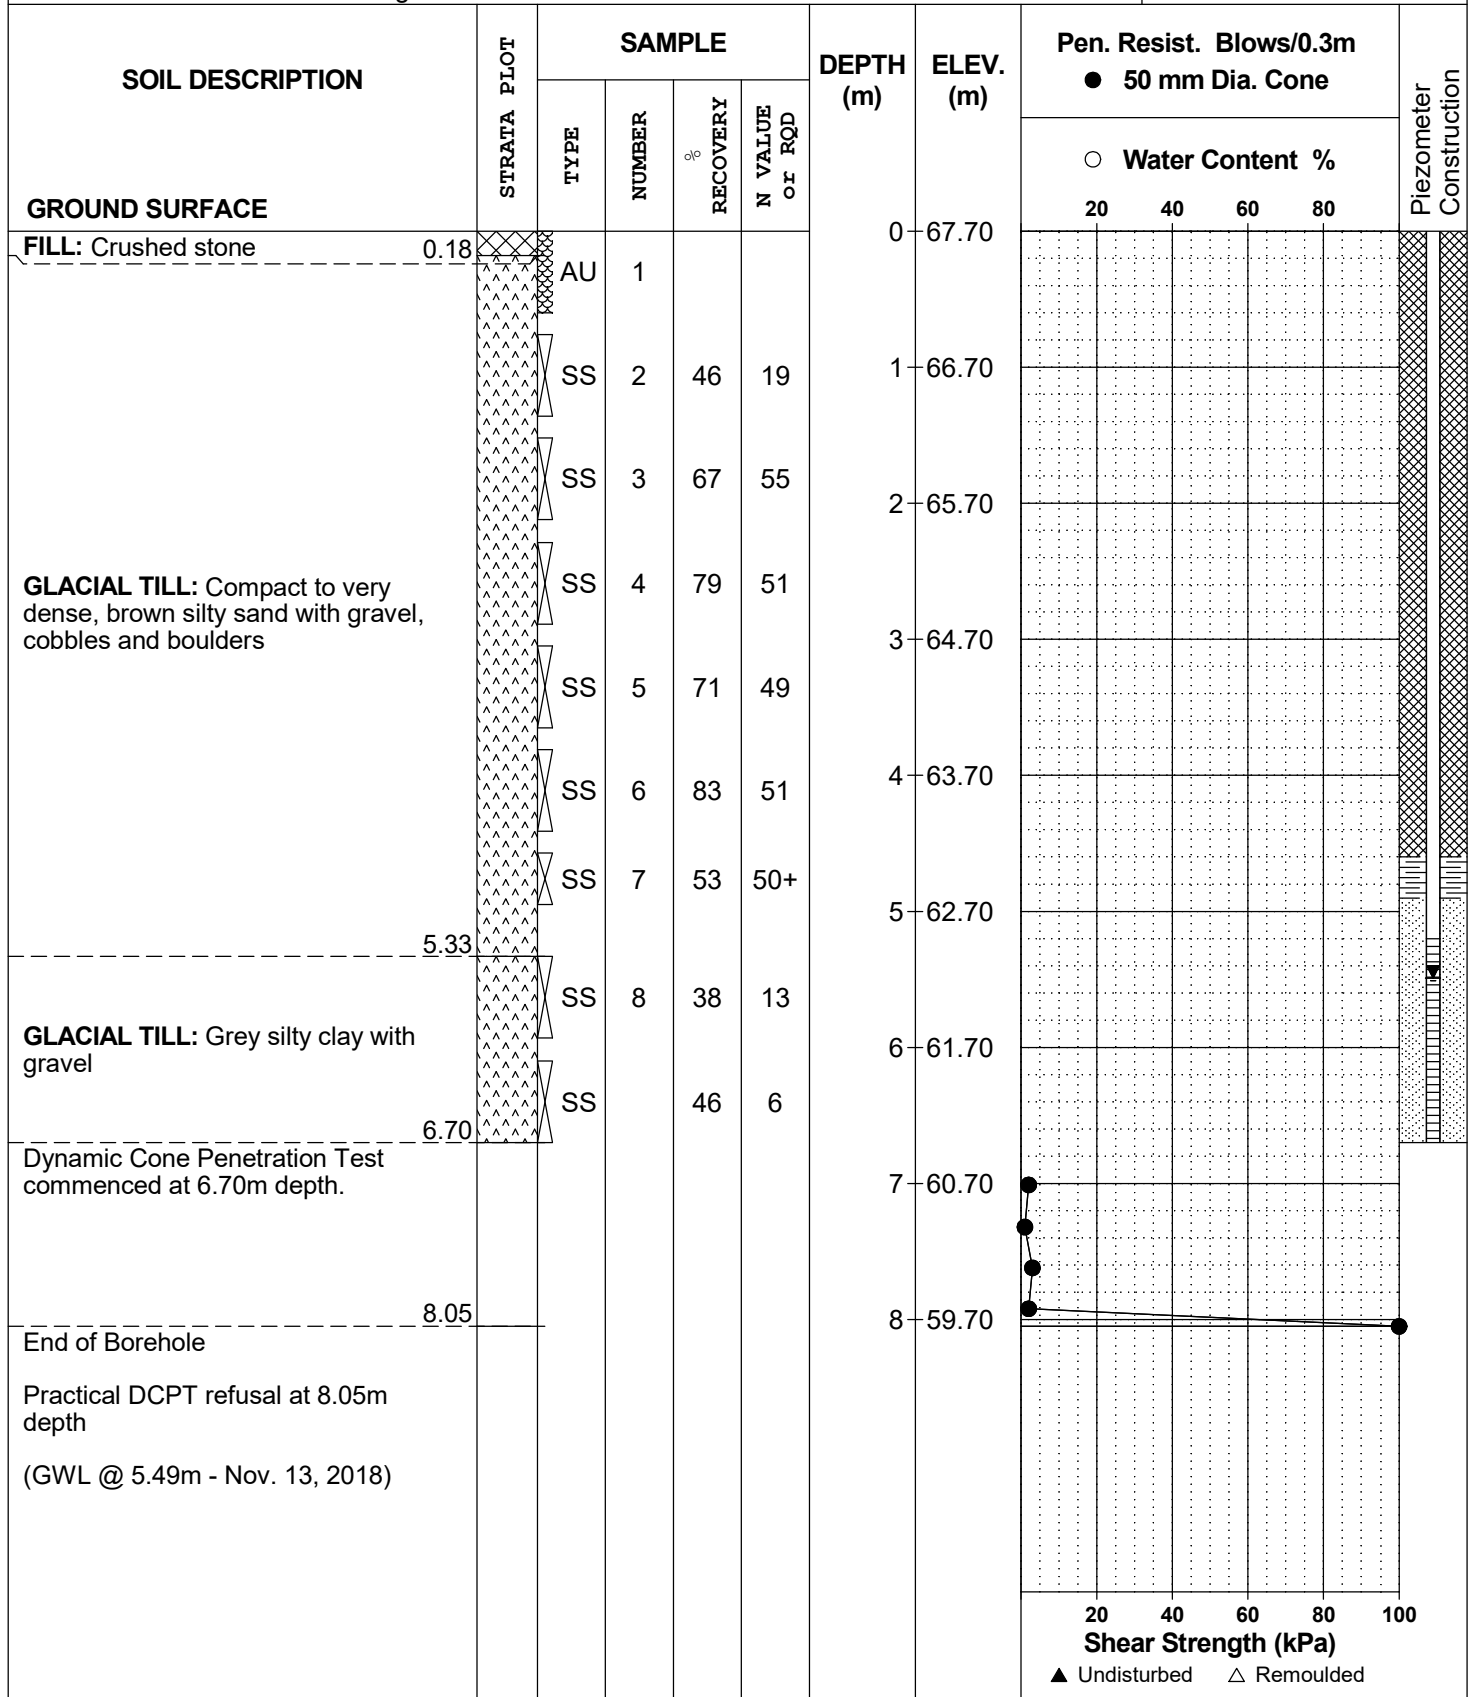 SOIL DESCRIPTION
GROUND SURFACE
STRATA PLOT
SAMPLE
TYPE
NUMBER
% RECOVERY
N VALUE or RQD
DEPTH (m)
ELEV. (m)
Pen. Resist. Blows/0.3m
● 50 mm Dia. Cone
○ Water Content %
20 40 60 80
Piezometer Construction
0 67.70
FILL: Crushed stone 0.18
AU 1
SS 2 46 19
1 66.70
SS 3 67 55
2 65.70
GLACIAL TILL: Compact to very
dense, brown silty sand with gravel,
cobbles and boulders
SS 4 79 51
3 64.70
SS 5 71 49
4 63.70
SS 6 83 51
SS 7 53 50+
5 62.70
5.33
SS 8 38 13
GLACIAL TILL: Grey silty clay with
gravel
6 61.70
SS 46 6
6.70
Dynamic Cone Penetration Test
commenced at 6.70m depth.
7 60.70
8.05
8 59.70
End of Borehole
Practical DCPT refusal at 8.05m
depth
(GWL @ 5.49m - Nov. 13, 2018)
20 40 60 80 100
Shear Strength (kPa)
▲ Undisturbed △ Remoulded